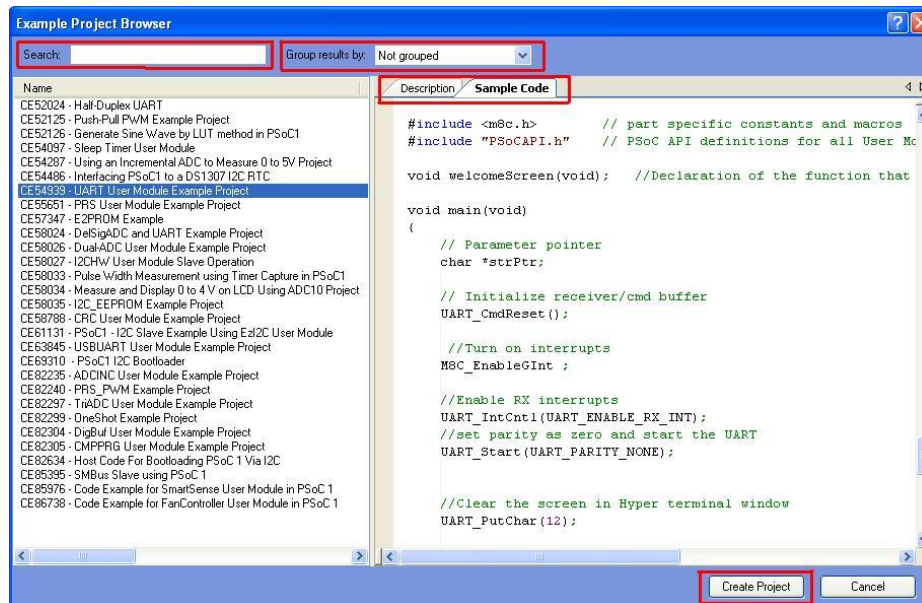 Example Project Browser
Search:
Group results by: Not grouped
Name
CE52024 - Half-Duplex UART
CE52125 - Push-Pull PWM Example Project
CE52126 - Generate Sine Wave by LUT method in PSoC1
CE54097 - Sleep Timer User Module
CE54287 - Using an Incremental ADC to Measure 0 to 5V Project
CE54486 - Interfacing PSoC1 to a DS1307 I2C RTC
CE54939 - UART User Module Example Project
CE55651 - PRS User Module Example Project
CE57347 - E2PROM Example
CE58024 - DelSigADC and UART Example Project
CE58026 - Dual-ADC User Module Example Project
CE58027 - I2CHW User Module Slave Operation
CE58033 - Pulse Width Measurement using Timer Capture in PSoC1
CE58034 - Measure and Display 0 to 4 V on LCD Using ADC10 Project
CE58035 - I2C_EEPROM Example Project
CE58788 - CRC User Module Example Project
CE61131 - PSoC1 - I2C Slave Example Using EzI2C User Module
CE63845 - USBUART User Module Example Project
CE69310 - PSoC1 I2C Bootloader
CE82235 - ADCINC User Module Example Project
CE82240 - PRS_PWM Example Project
CE82297 - TriADC User Module Example Project
CE82299 - OneShot Example Project
CE82304 - DigBuf User Module Example Project
CE82305 - CMPPRG User Module Example Project
CE82634 - Host Code For Bootloading PSoC 1 Via I2C
CE85395 - SMBus Slave using PSoC 1
CE85976 - Code Example for SmartSense User Module in PSoC 1
CE86738 - Code Example for FanController User Module in PSoC 1
Description Sample Code
#include <m8c.h> // part specific constants and macros
#include "PSoCAPI.h" // PSoC API definitions for all User Mo
void welcomeScreen(void); //Declaration of the function that
void main(void)
{
// Parameter pointer
char *strPtr;
// Initialize receiver/cmd buffer
UART_CmdReset();
//Turn on interrupts
M8C_EnableGInt ;
//Enable RX interrupts
UART_IntCntl(UART_ENABLE_RX_INT);
//set parity as zero and start the UART
UART_Start(UART_PARITY_NONE);
//Clear the screen in Hyper terminal window
UART_PutChar(12);
Create Project Cancel